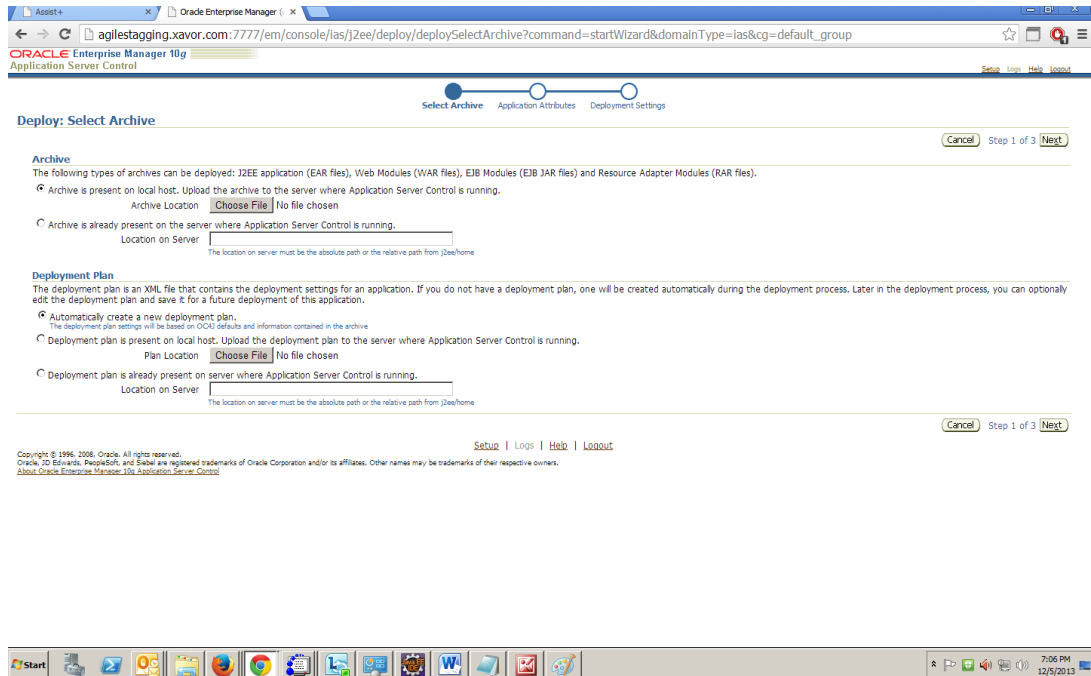 Assist+
Oracle Enterprise Manager (
agilestagging.xavor.com:7777/em/console/ias/j2ee/deploy/deploySelectArchive?command=startWizard&domainType=ias&cg=default_group
ORACLE Enterprise Manager 10g
Application Server Control
Setup Logs Help Logout
Select Archive Application Attributes Deployment Settings
Deploy: Select Archive
Cancel Step 1 of 3 Next
Archive
The following types of archives can be deployed: J2EE application (EAR files), Web Modules (WAR files), EJB Modules (EJB JAR files) and Resource Adapter Modules (RAR files).
Archive is present on local host. Upload the archive to the server where Application Server Control is running.
Archive Location Choose File No file chosen
Archive is already present on the server where Application Server Control is running.
Location on Server
The location on server must be the absolute path or the relative path from j2ee/home
Deployment Plan
The deployment plan is an XML file that contains the deployment settings for an application. If you do not have a deployment plan, one will be created automatically during the deployment process. Later in the deployment process, you can optionally
edit the deployment plan and save it for a future deployment of this application.
Automatically create a new deployment plan.
The deployment plan settings will be based on OC4J defaults and information contained in the archive
Deployment plan is present on local host. Upload the deployment plan to the server where Application Server Control is running.
Plan Location Choose File No file chosen
Deployment plan is already present on server where Application Server Control is running.
Location on Server
The location on server must be the absolute path or the relative path from j2ee/home
Cancel Step 1 of 3 Next
Setup | Logs | Help | Logout
Copyright © 1996, 2008, Oracle. All rights reserved.
Oracle, JD Edwards, PeopleSoft, and Siebel are registered trademarks of Oracle Corporation and/or its affiliates. Other names may be trademarks of their respective owners.
About Oracle Enterprise Manager 10g Application Server Control
Start
7:06 PM
12/5/2013